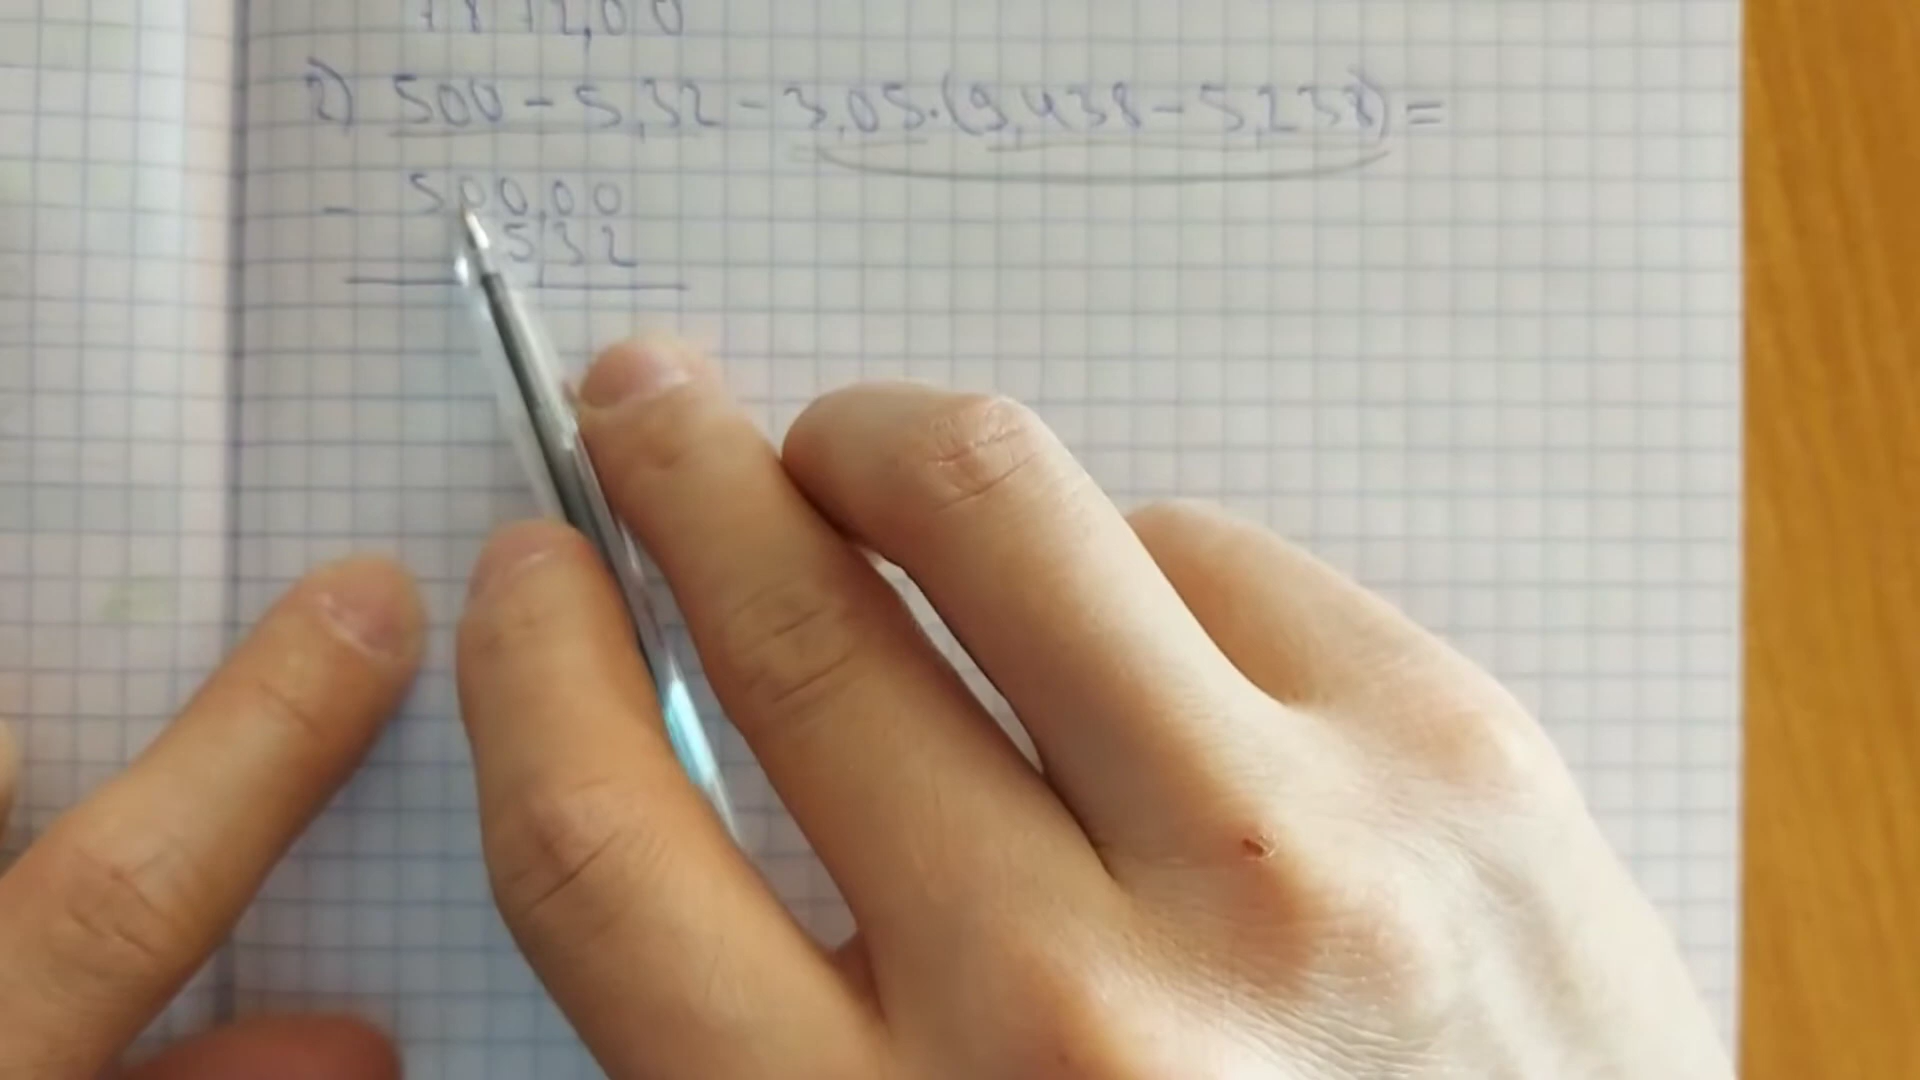 2) 500 - 5,32 - 3,05·(9,438 - 5,238) =
- 500,00
5,32